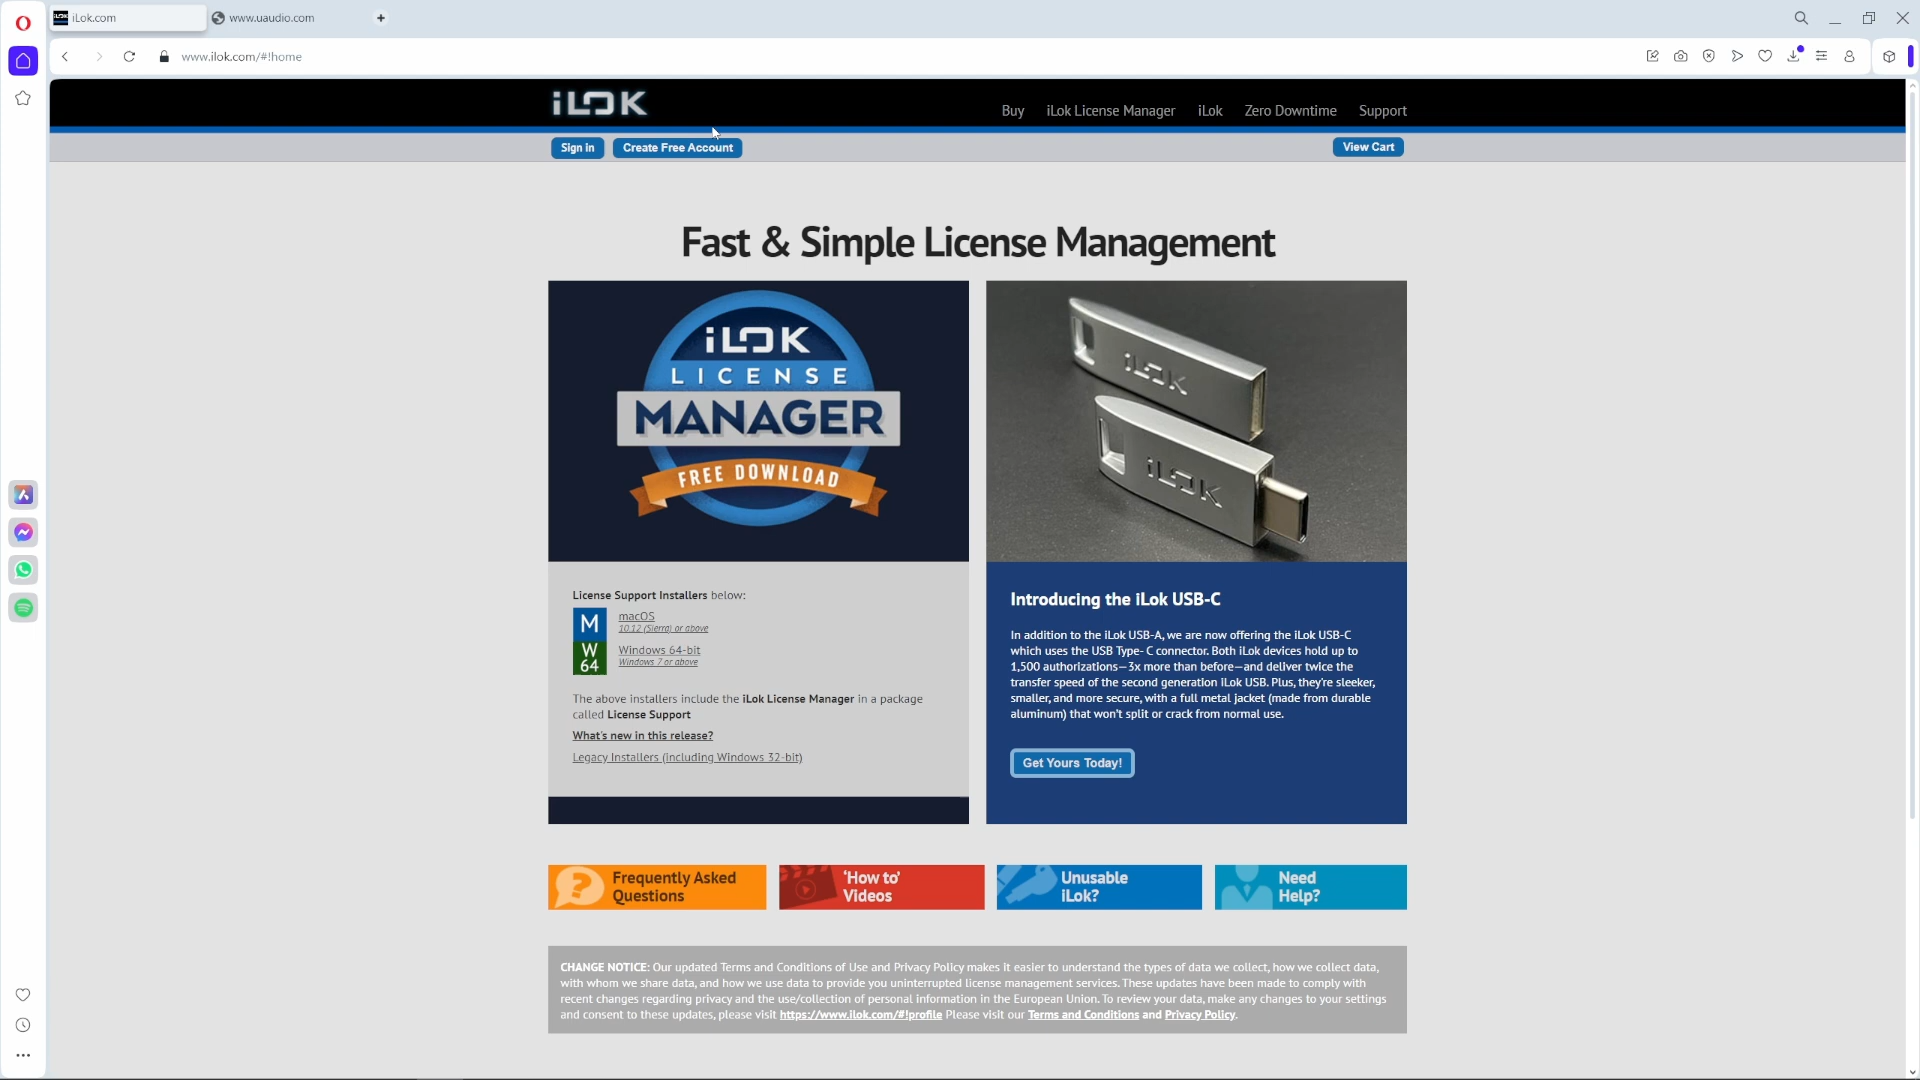 iLok.com
www.uaudio.com
www.ilok.com/#!home
iLOK
Buy
iLok License Manager
iLok
Zero Downtime
Support
Sign in
Create Free Account
View Cart
Fast & Simple License Management
iLOK
LICENSE
MANAGER
FREE DOWNLOAD
iLOK
iLOK
License Support Installers below:
M
macOS
10.12 (Sierra) or above
W
64
Windows 64-bit
Windows 7 or above
The above installers include the iLok License Manager in a package
called License Support
What's new in this release?
Legacy Installers (including Windows 32-bit)
Introducing the iLok USB-C
In addition to the iLok USB-A, we are now offering the iLok USB-C
which uses the USB Type- C connector. Both iLok devices hold up to
1,500 authorizations—3x more than before—and deliver twice the
transfer speed of the second generation iLok USB. Plus, they're sleeker,
smaller, and more secure, with a full metal jacket (made from durable
aluminum) that won't split or crack from normal use.
Get Yours Today!
Frequently Asked
Questions
'How to'
Videos
Unusable
iLok?
Need
Help?
CHANGE NOTICE: Our updated Terms and Conditions of Use and Privacy Policy makes it easier to understand the types of data we collect, how we collect data,
with whom we share data, and how we use data to provide you uninterrupted license management services. These updates have been made to comply with
recent changes regarding privacy and the use/collection of personal information in the European Union. To review your data, make any changes to your settings
and consent to these updates, please visit https://www.ilok.com/#!profile Please visit our Terms and Conditions and Privacy Policy.